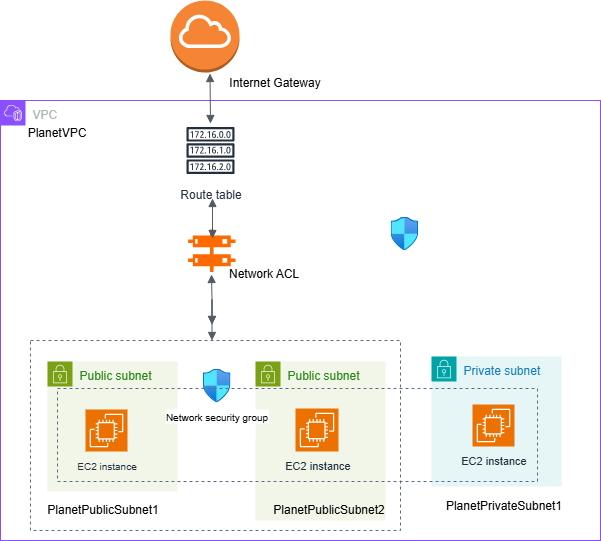 Internet Gateway
VPC
PlanetVPC
172.16.0.0
172.16.1.0
172.16.2.0
Route table
Network ACL
Public subnet
Public subnet
Private subnet
Network security group
EC2 instance
EC2 instance
EC2 instance
PlanetPublicSubnet1
PlanetPublicSubnet2
PlanetPrivateSubnet1